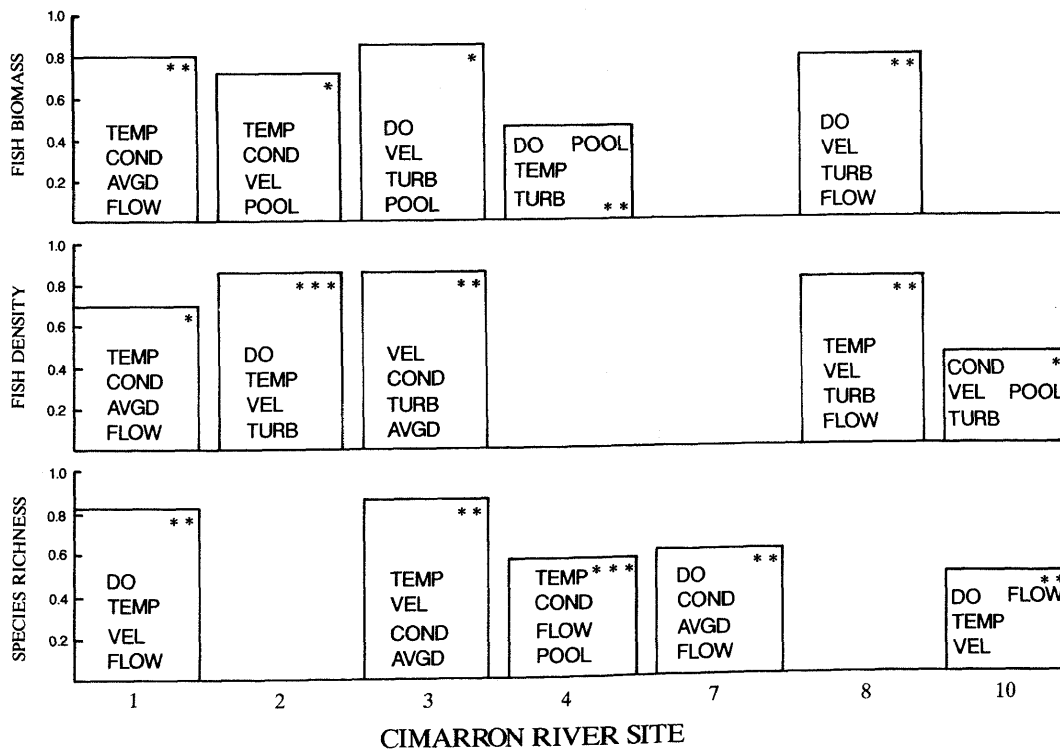 FISH BIOMASS
1.0
0.8
0.6
0.4
0.2
* *
TEMP
COND
AVGD
FLOW
*
TEMP
COND
VEL
POOL
*
DO
VEL
TURB
POOL
DO POOL
TEMP
TURB * *
* *
DO
VEL
TURB
FLOW
FISH DENSITY
1.0
0.8
0.6
0.4
0.2
*
TEMP
COND
AVGD
FLOW
* * *
DO
TEMP
VEL
TURB
* *
VEL
COND
TURB
AVGD
* *
TEMP
VEL
TURB
FLOW
COND *
VEL POOL
TURB
SPECIES RICHNESS
1.0
0.8
0.6
0.4
0.2
* *
DO
TEMP
VEL
FLOW
* *
TEMP
VEL
COND
AVGD
TEMP * * *
COND
FLOW
POOL
DO * *
COND
AVGD
FLOW
* *
DO FLOW
TEMP
VEL
1 2 3 4 7 8 10
CIMARRON RIVER SITE